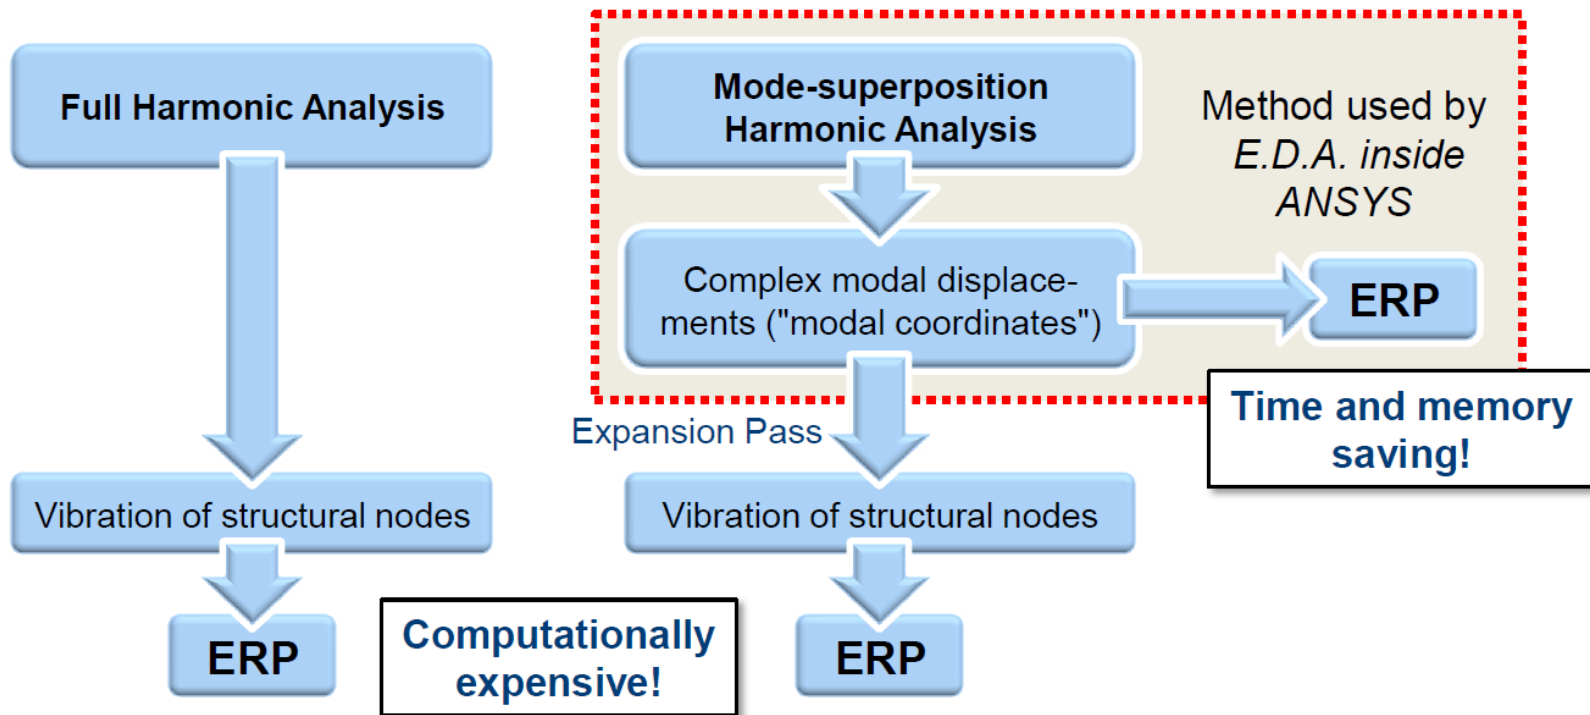 Full Harmonic Analysis
Mode-superposition
Harmonic Analysis
Method used by
E.D.A. inside
ANSYS
Complex modal displace-
ments ("modal coordinates")
ERP
Time and memory
saving!
Expansion Pass
Vibration of structural nodes
Vibration of structural nodes
ERP
Computationally
expensive!
ERP